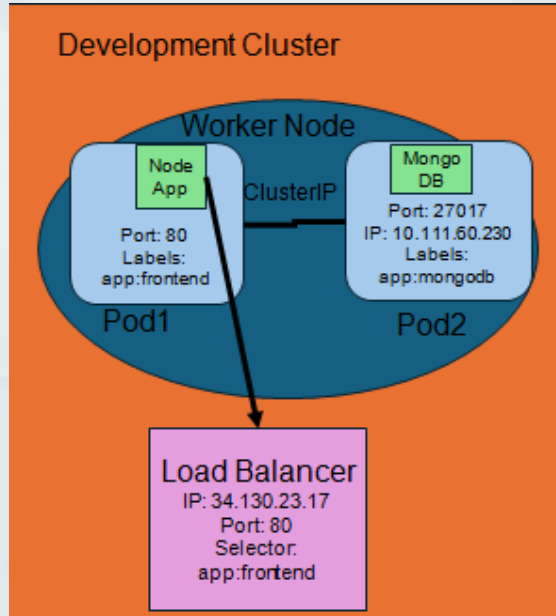 Development Cluster
Worker Node
Node
App
ClusterIP
Mongo
DB
Port: 80
Labels:
app:frontend
Port: 27017
IP: 10.111.60.230
Labels:
app:mongodb
Pod1
Pod2
Load Balancer
IP: 34.130.23.17
Port: 80
Selector:
app:frontend